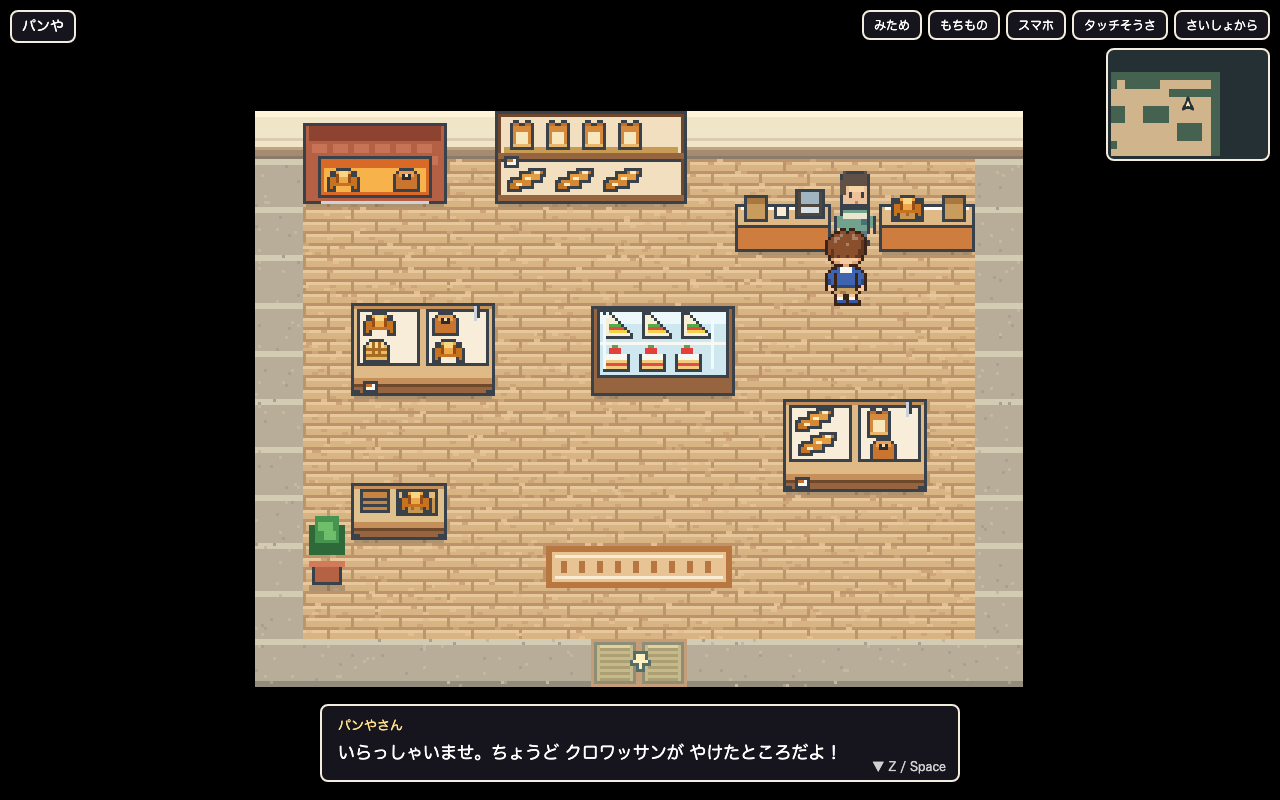 パンや
みため
もちもの
スマホ
タッチそうさ
さいしょから
パンやさん
いらっしゃいませ。ちょうど クロワッサンが やけたところだよ！
▼ Z / Space